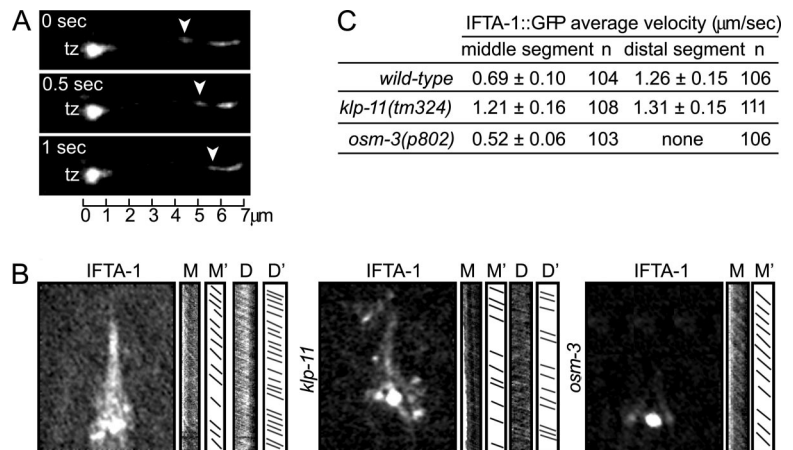 A
0 sec
tz
0.5 sec
tz
1 sec
tz
0 1 2 3 4 5 6 7μm
C
IFTA-1::GFP average velocity (μm/sec)
middle segment n distal segment n
wild-type 0.69 ± 0.10 104 1.26 ± 0.15 106
klp-11(tm324) 1.21 ± 0.16 108 1.31 ± 0.15 111
osm-3(p802) 0.52 ± 0.06 103 none 106
B
IFTA-1 M M' D D'
klp-11
IFTA-1 M M' D D'
osm-3
IFTA-1 M M'